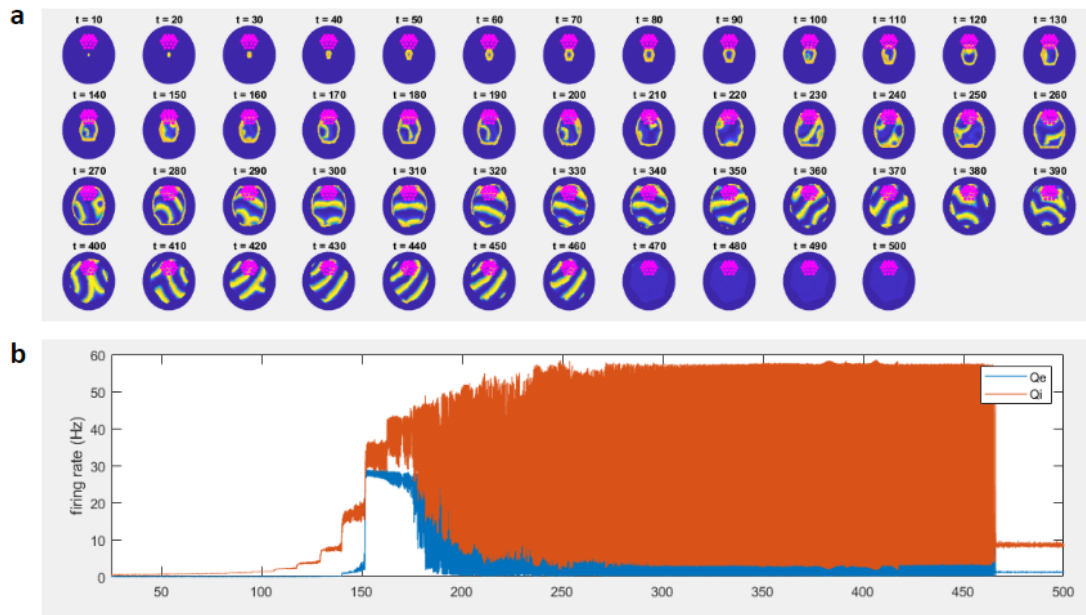 a
t = 10 t = 20 t = 30 t = 40 t = 50 t = 60 t = 70 t = 80 t = 90 t = 100 t = 110 t = 120 t = 130
t = 140 t = 150 t = 160 t = 170 t = 180 t = 190 t = 200 t = 210 t = 220 t = 230 t = 240 t = 250 t = 260
t = 270 t = 280 t = 290 t = 300 t = 310 t = 320 t = 330 t = 340 t = 350 t = 360 t = 370 t = 380 t = 390
t = 400 t = 410 t = 420 t = 430 t = 440 t = 450 t = 460 t = 470 t = 480 t = 490 t = 500
b
firing rate (Hz)
60
50
40
30
20
10
0
Qe
Qi
50 100 150 200 250 300 350 400 450 500